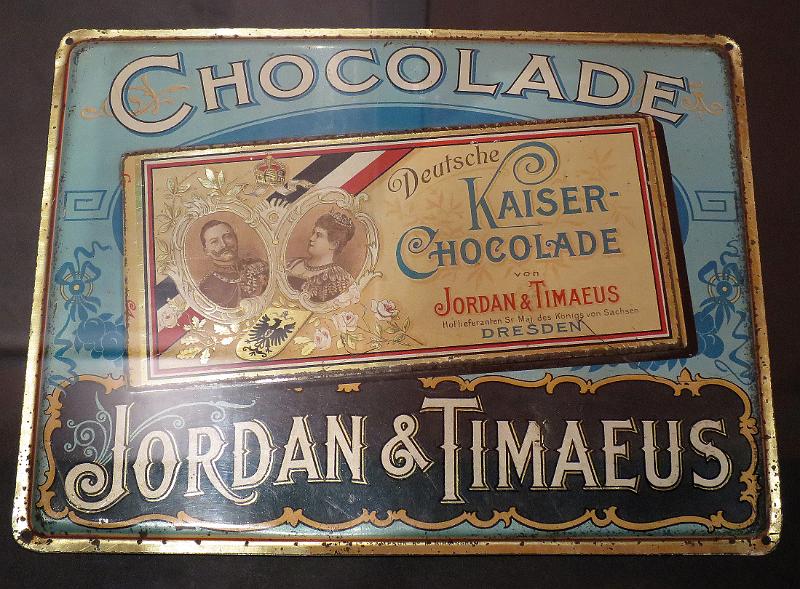 CHOCOLADE
Deutsche
KAISER-
CHOCOLADE
von
JORDAN & TIMAEUS
Hoflieferanten Sr. Maj. des Königs von Sachsen
DRESDEN
JORDAN & TIMAEUS